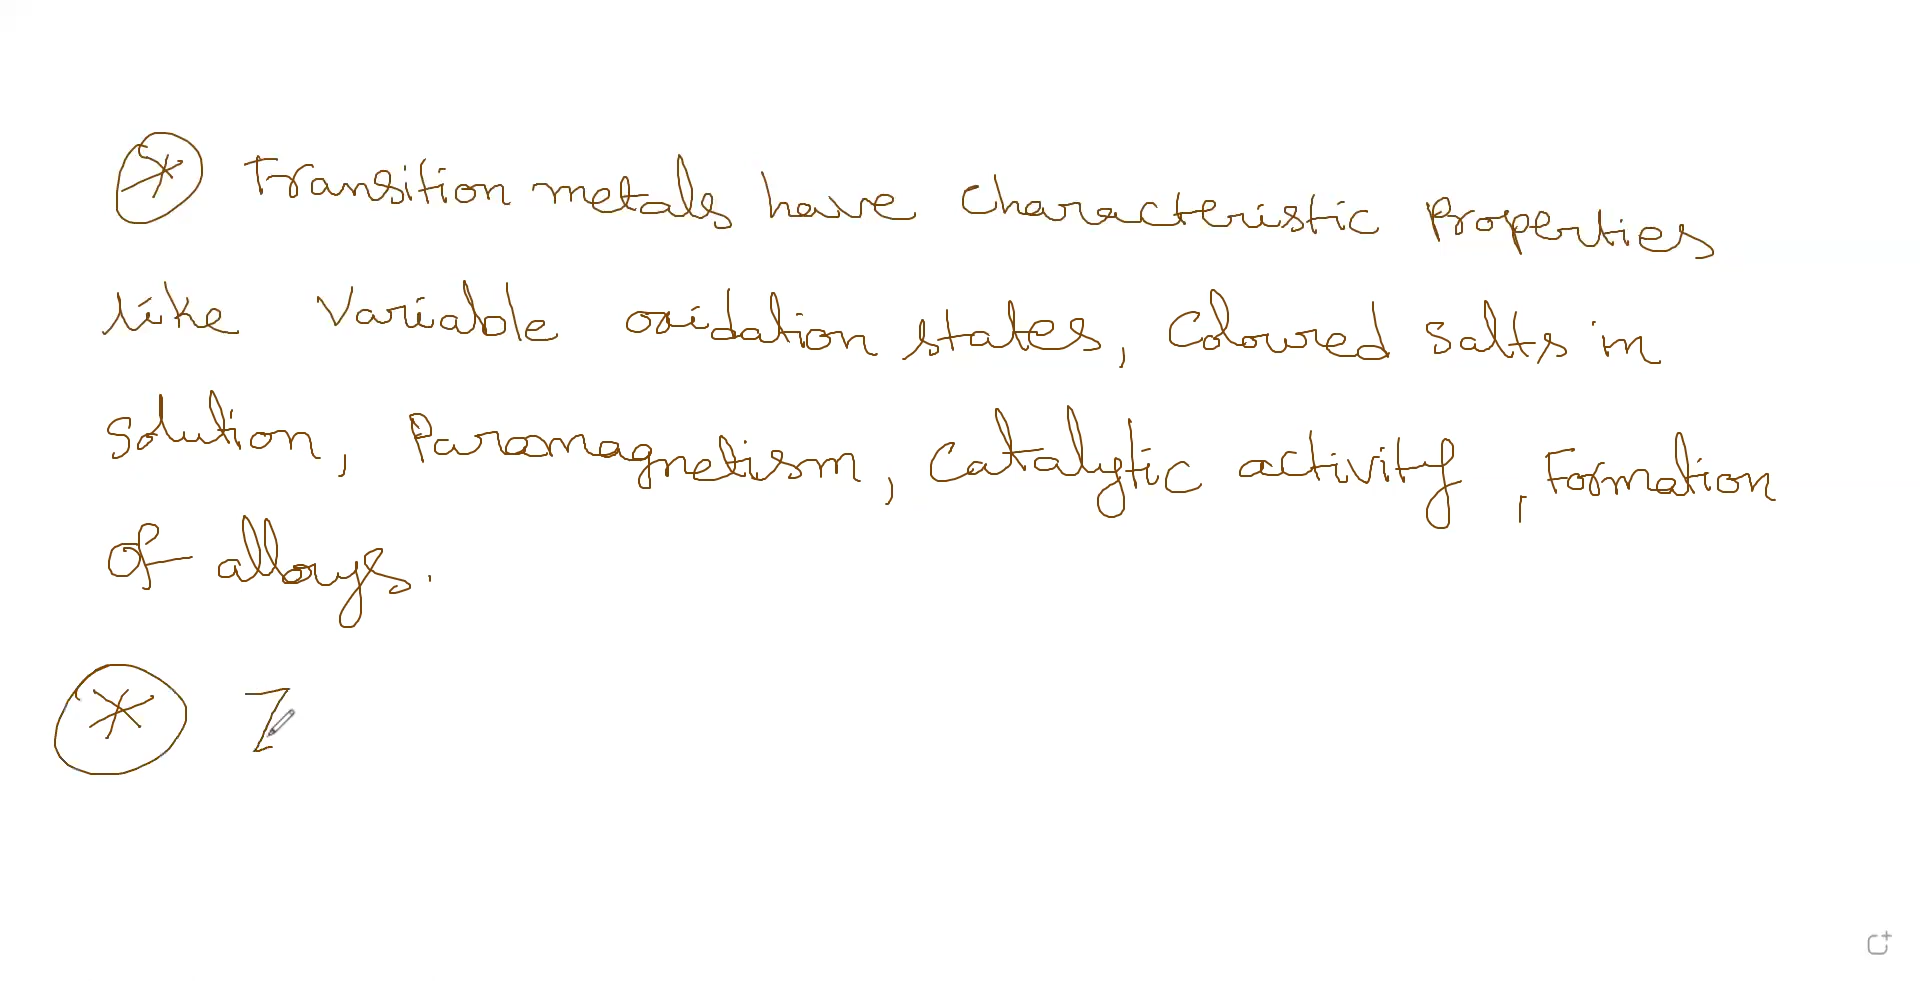 * Transition metals have characteristic properties
like variable oxidation states, coloured salts in
solution, Paramagnetism, catalytic activity, Formation
of alloys.
* Z